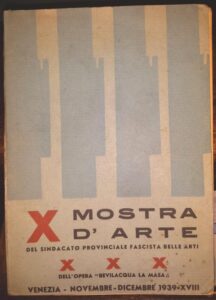 X MOSTRA
D'ARTE
DEL SINDACATO PROVINCIALE FASCISTA BELLE ARTI
X X X
DELL'OPERA "BEVILACQUA LA MASA"
VENEZIA - NOVEMBRE-DICEMBRE 1939-XVIII